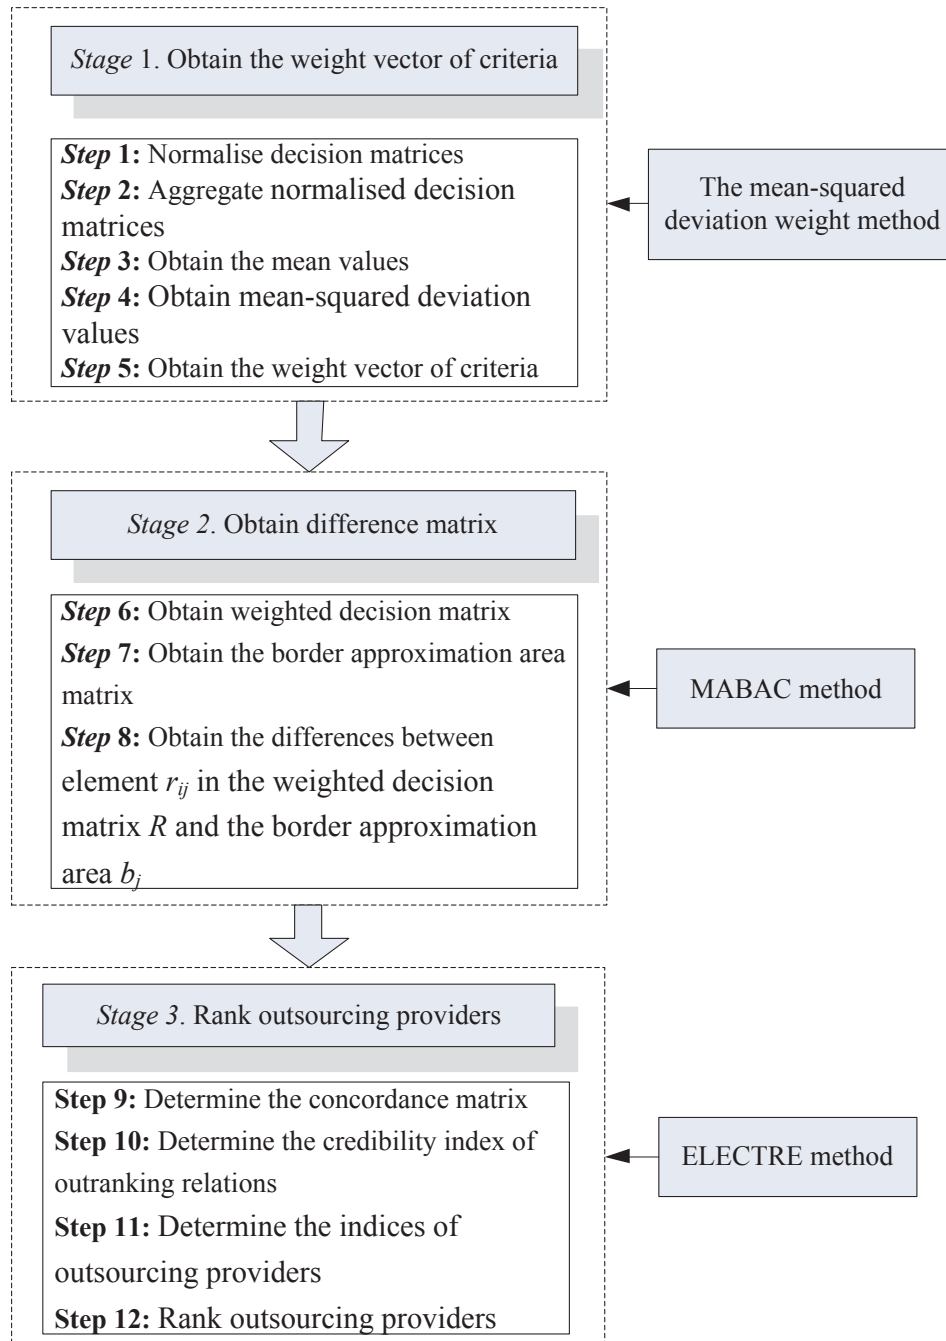 Stage 1. Obtain the weight vector of criteria
Step 1: Normalise decision matrices
Step 2: Aggregate normalised decision
matrices
Step 3: Obtain the mean values
Step 4: Obtain mean-squared deviation
values
Step 5: Obtain the weight vector of criteria
The mean-squared
deviation weight method
Stage 2. Obtain difference matrix
Step 6: Obtain weighted decision matrix
Step 7: Obtain the border approximation area
matrix
Step 8: Obtain the differences between
element r_ij in the weighted decision
matrix R and the border approximation
area b_j
MABAC method
Stage 3. Rank outsourcing providers
Step 9: Determine the concordance matrix
Step 10: Determine the credibility index of
outranking relations
Step 11: Determine the indices of
outsourcing providers
Step 12: Rank outsourcing providers
ELECTRE method